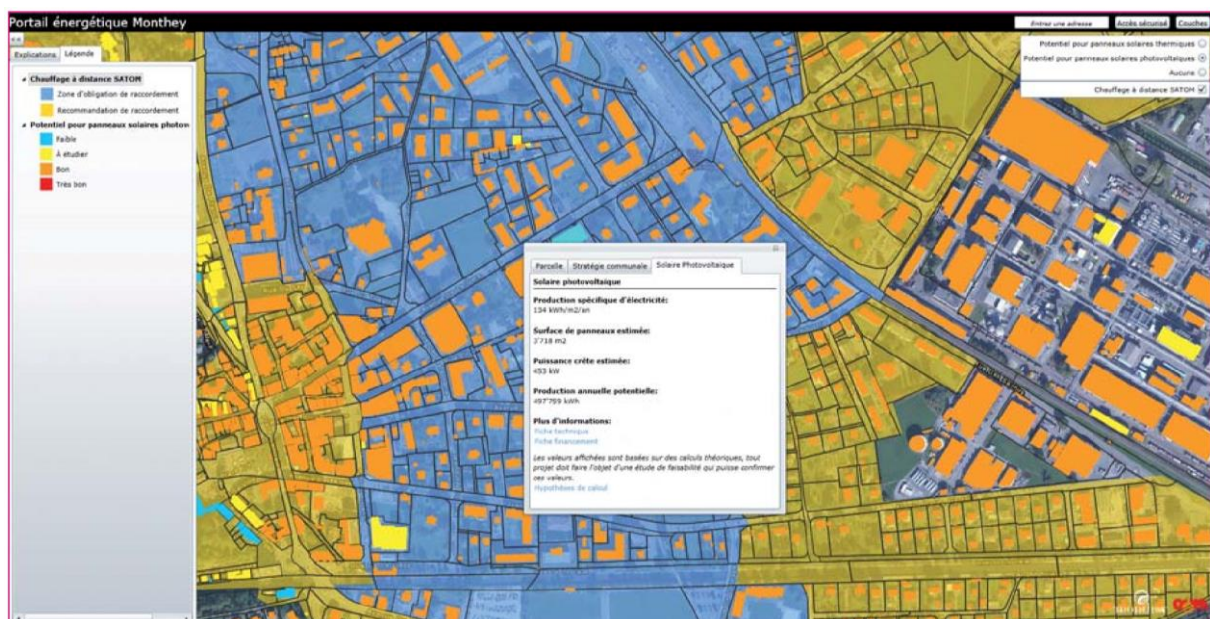 Portail énergétique Monthey
Entrez une adresse
Accès sécurisé
Couches
<<
Explications
Légende
Chauffage à distance SATOM
Zone d'obligation de raccordement
Recommandation de raccordement
Potentiel pour panneaux solaires photov
Faible
À étudier
Bon
Très bon
Potentiel pour panneaux solaires thermiques
Potentiel pour panneaux solaires photovoltaïques
Aucune
Chauffage à distance SATOM
Parcelle
Stratégie communale
Solaire Photovoltaïque
Solaire photovoltaïque
Production spécifique d'électricité:
134 kWh/m2/an
Surface de panneaux estimée:
3'718 m2
Puissance crête estimée:
453 kW
Production annuelle potentielle:
497'759 kWh
Plus d'informations:
Fiche technique
Fiche financement
Les valeurs affichées sont basées sur des calculs théoriques, tout
projet doit faire l'objet d'une étude de faisabilité qui puisse confirmer
ces valeurs.
Hypothèses de calcul